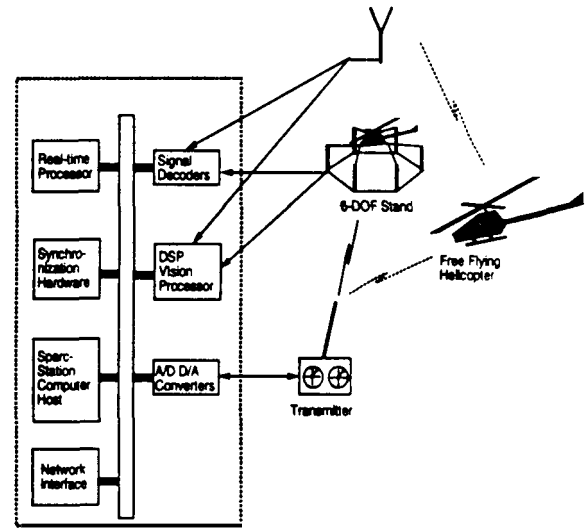 Real-time
Processor
Signal
Decoders
6-DOF Stand
Synchro-
nization
Hardware
DSP
Vision
Processor
Free Flying
Helicopter
Sparc-
Station
Computer
Host
A/D D/A
Converters
Transmitter
Network
Interface